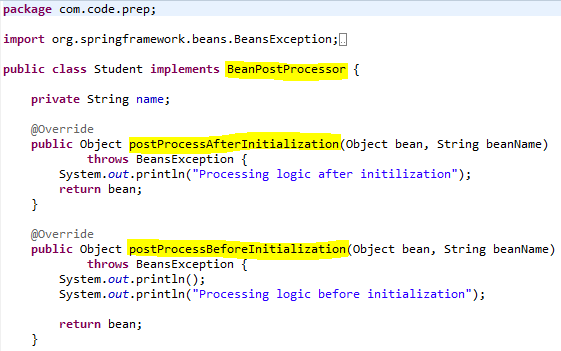 package com.code.prep;
import org.springframework.beans.BeansException;
public class Student implements BeanPostProcessor {
private String name;
@Override
public Object postProcessAfterInitialization(Object bean, String beanName)
throws BeansException {
System.out.println("Processing logic after initilization");
return bean;
}
@Override
public Object postProcessBeforeInitialization(Object bean, String beanName)
throws BeansException {
System.out.println();
System.out.println("Processing logic before initialization");
return bean;
}